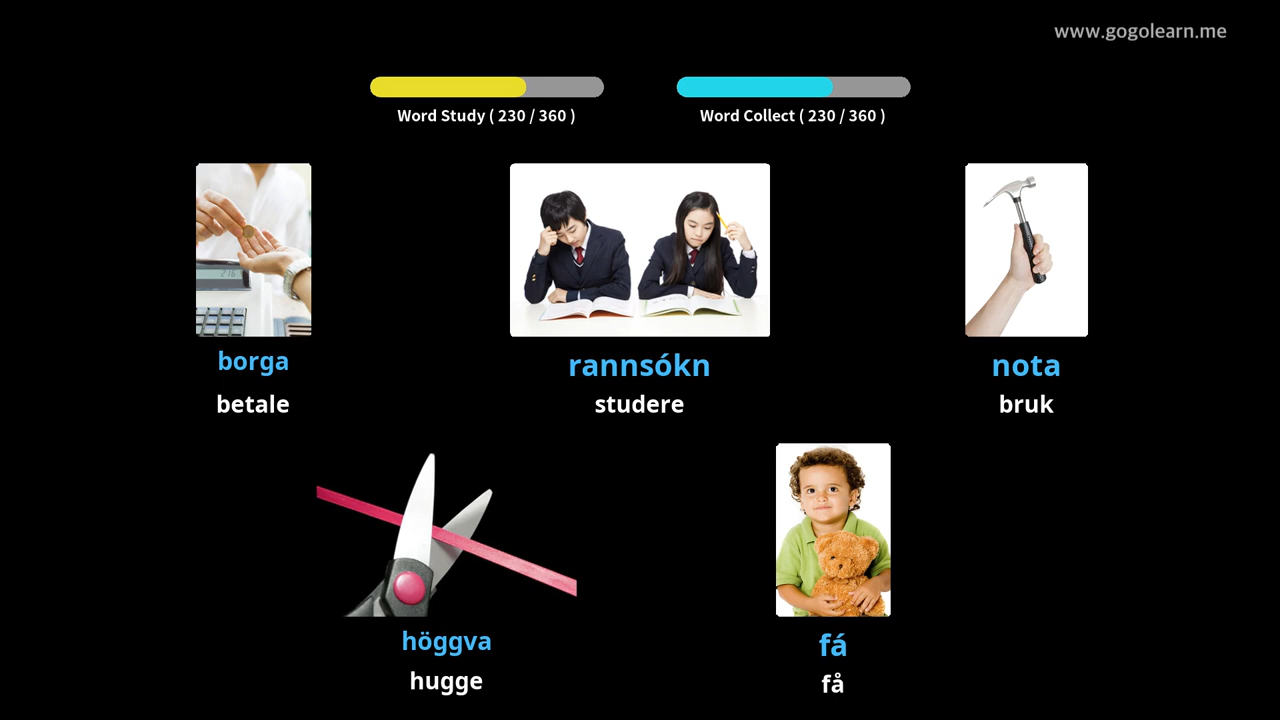 www.gogolearn.me
Word Study ( 230 / 360 )
Word Collect ( 230 / 360 )
borga
betale
rannsókn
studere
nota
bruk
höggva
hugge
fá
få